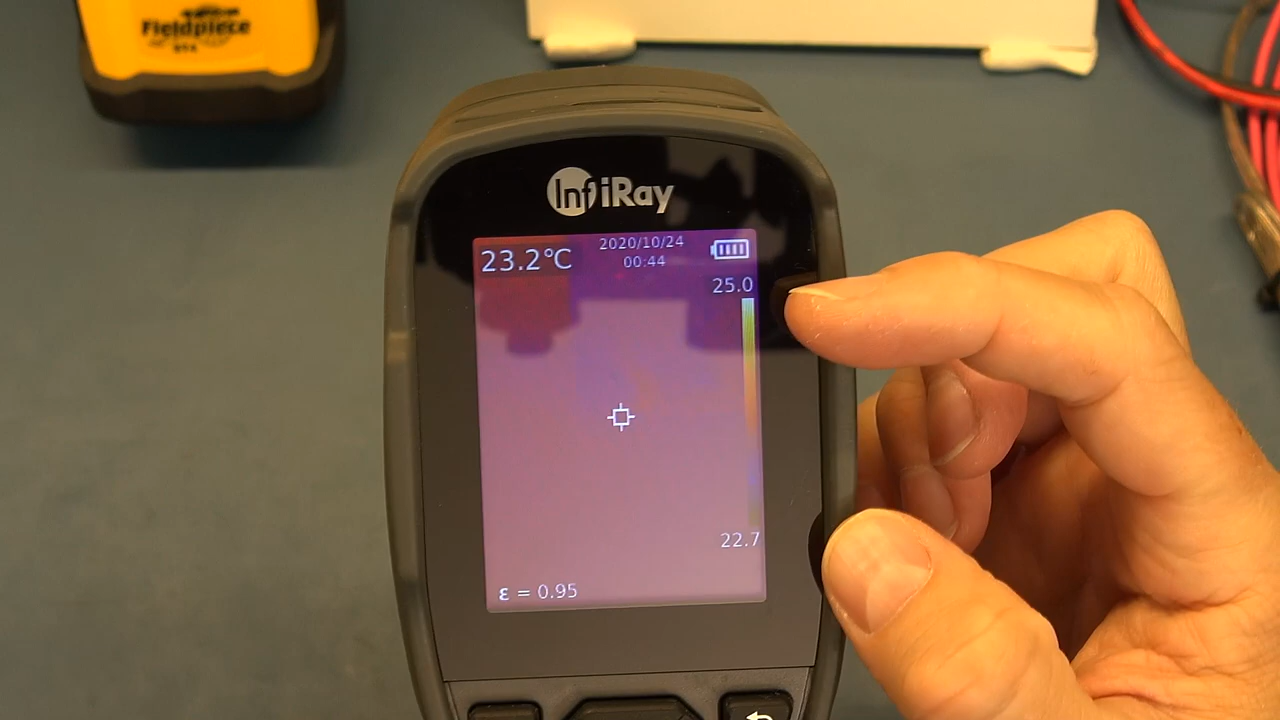 Fieldpiece
InfiRay
23.2°C
2020/10/24
00:44
25.0
22.7
ε = 0.95